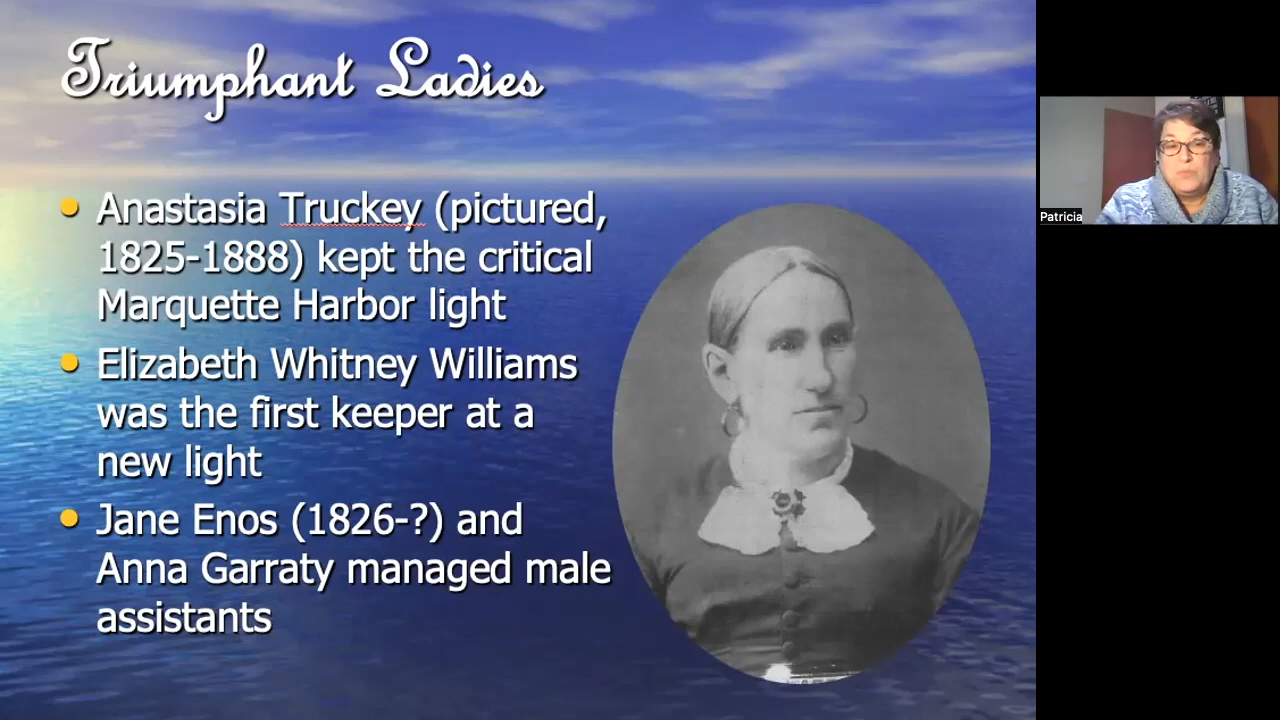 Triumphant Ladies
• Anastasia Truckey (pictured,
1825-1888) kept the critical
Marquette Harbor light
• Elizabeth Whitney Williams
was the first keeper at a
new light
• Jane Enos (1826-?) and
Anna Garraty managed male
assistants
Patricia